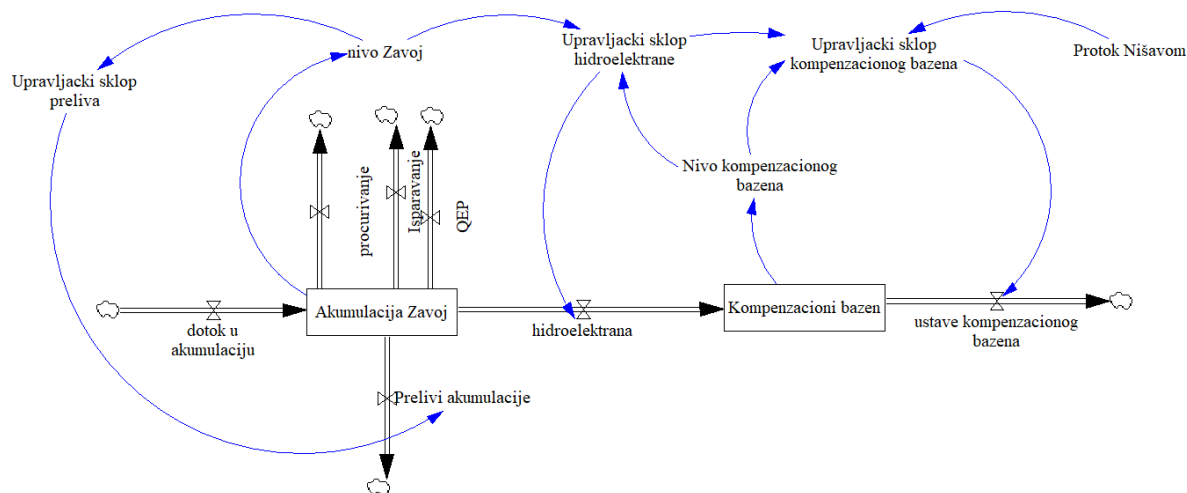 nivo Zavoj
Upravljacki sklop
hidroelektrane
Upravljacki sklop
kompenzacionog bazena
Protok Nišavom
Upravljacki sklop
preliva
procurivanje
Isparavanje
QEP
Nivo kompenzacionog
bazena
Akumulacija Zavoj
Kompenzacioni bazen
dotok u
akumulaciju
hidroelektrana
ustave kompenzacionog
bazena
Prelivi akumulacije